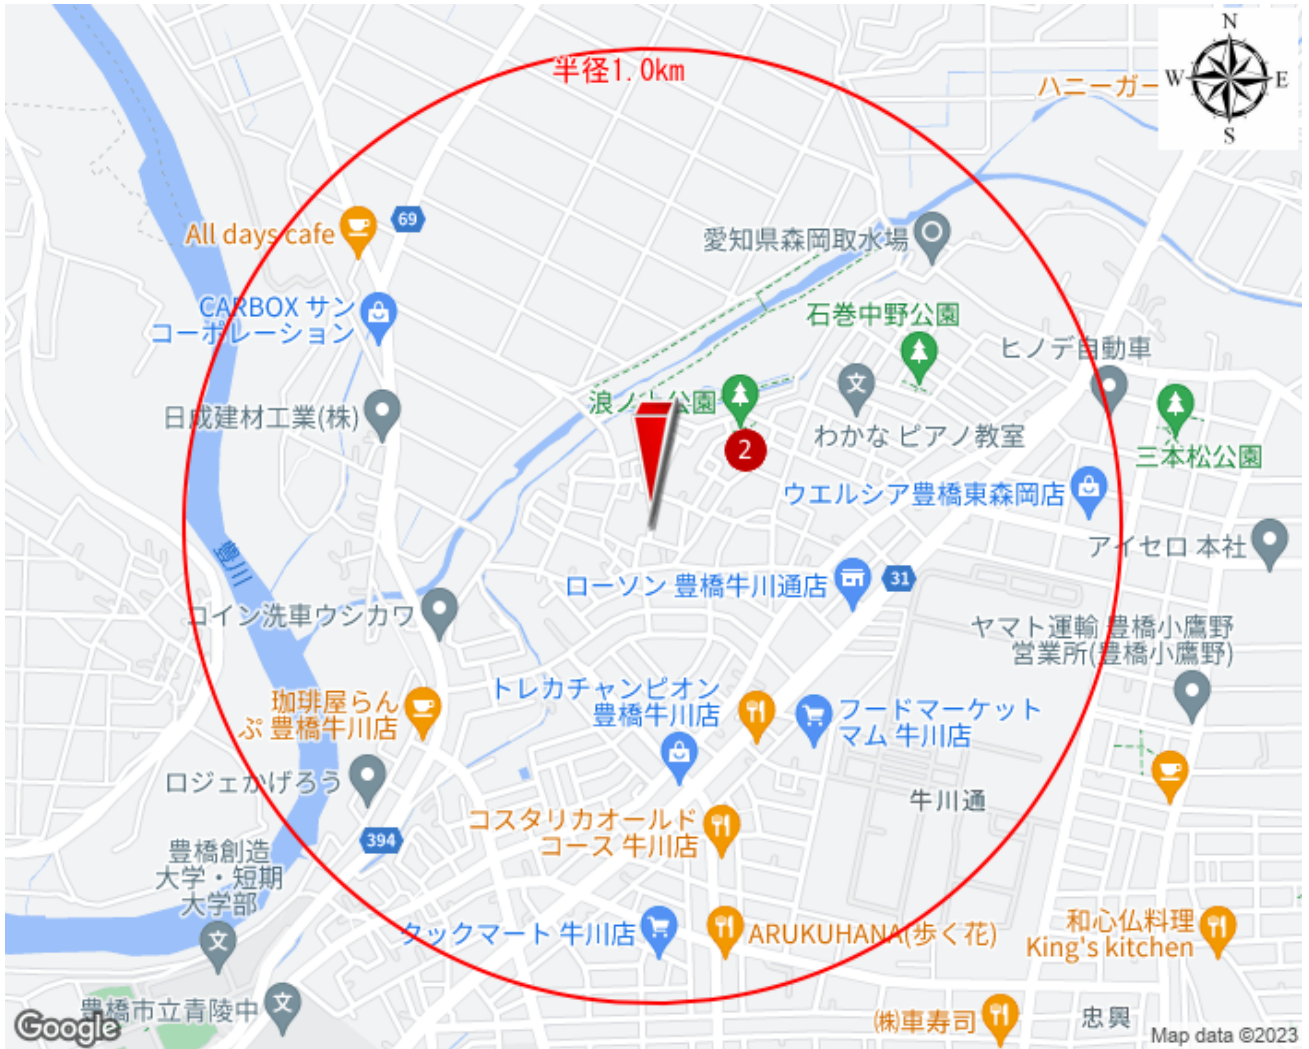 半径1.0km
N
W
E
S
ハニーガー
All days cafe
69
愛知県森岡取水場
CARBOX サン
コーポレーション
石巻中野公園
ヒノデ自動車
浪ノ上公園
日成建材工業(株)
2
わかな ピアノ教室
三本松公園
ウエルシア豊橋東森岡店
アイセロ 本社
豊川
ローソン 豊橋牛川通店
31
コイン洗車ウシカワ
ヤマト運輸 豊橋小鷹野
営業所(豊橋小鷹野)
トレカチャンピオン
豊橋牛川店
珈琲屋らん
ぷ 豊橋牛川店
フードマーケット
マム 牛川店
ロジェかげろう
牛川通
コスタリカオールド
コース 牛川店
394
豊橋創造
大学・短期
大学部
タックマート 牛川店
ARUKUHANA(歩く花)
和心仏料理
King's kitchen
豊橋市立青陵中
㈱車寿司
忠興
Google
Map data ©2023